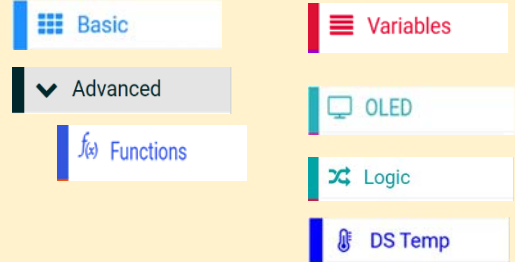 Basic
Advanced
f(x) Functions
Variables
OLED
Logic
DS Temp